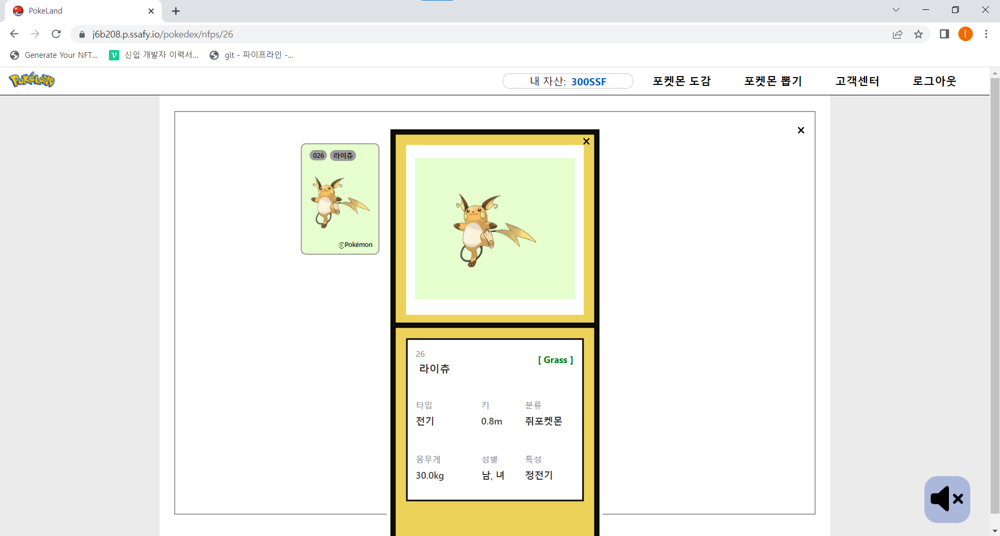 PokeLand
j6b208.p.ssafy.io/pokedex/nfps/26
[
Generate Your NFT... 신입 개발자 이력서... git - 파이프라인 -...
PokéLand
내 자산: 300SSF 포켓몬 도감 포켓몬 뽑기 고객센터 로그아웃
026 라이츄
ⓒPokémon
26
라이츄
[ Grass ]
타입 키 분류
전기 0.8m 쥐포켓몬
몸무게 성별 특성
30.0kg 남, 녀 정전기